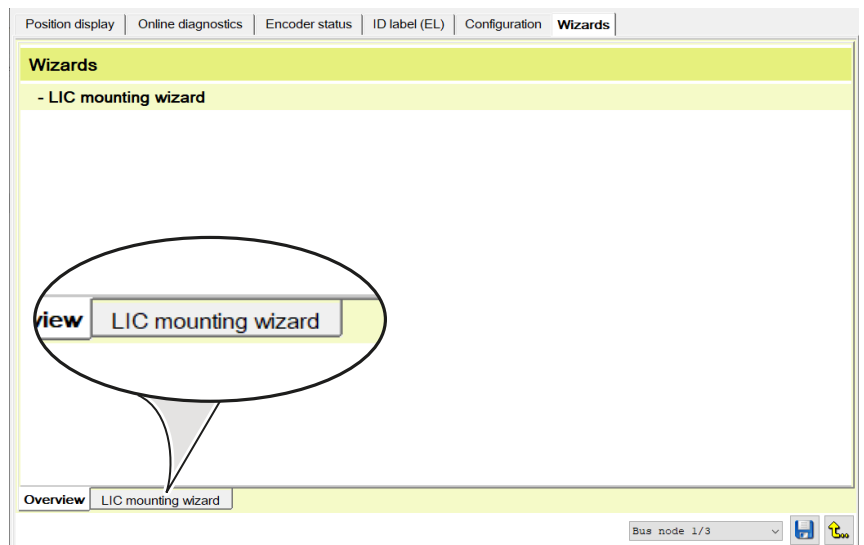 Position display Online diagnostics Encoder status ID label (EL) Configuration Wizards
Wizards
- LIC mounting wizard
view LIC mounting wizard
Overview LIC mounting wizard
Bus node 1/3